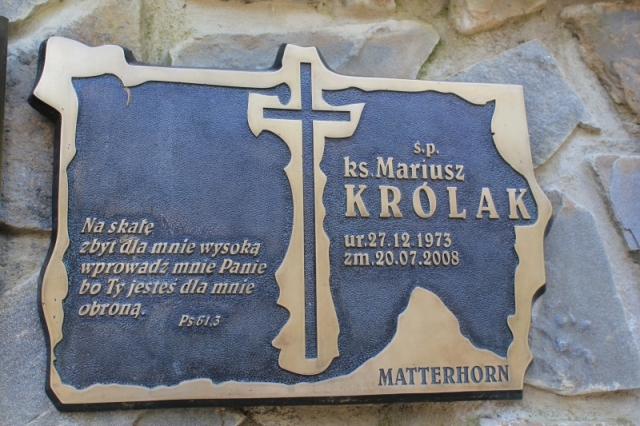 Na skałę
zbyt dla mnie wysoką
wprowadź mnie Panie
bo Ty jesteś dla mnie
obroną.
Ps 61.3
ś.p.
ks. Mariusz
KRÓLAK
ur. 27.12.1973
zm. 20.07.2008
MATTERHORN